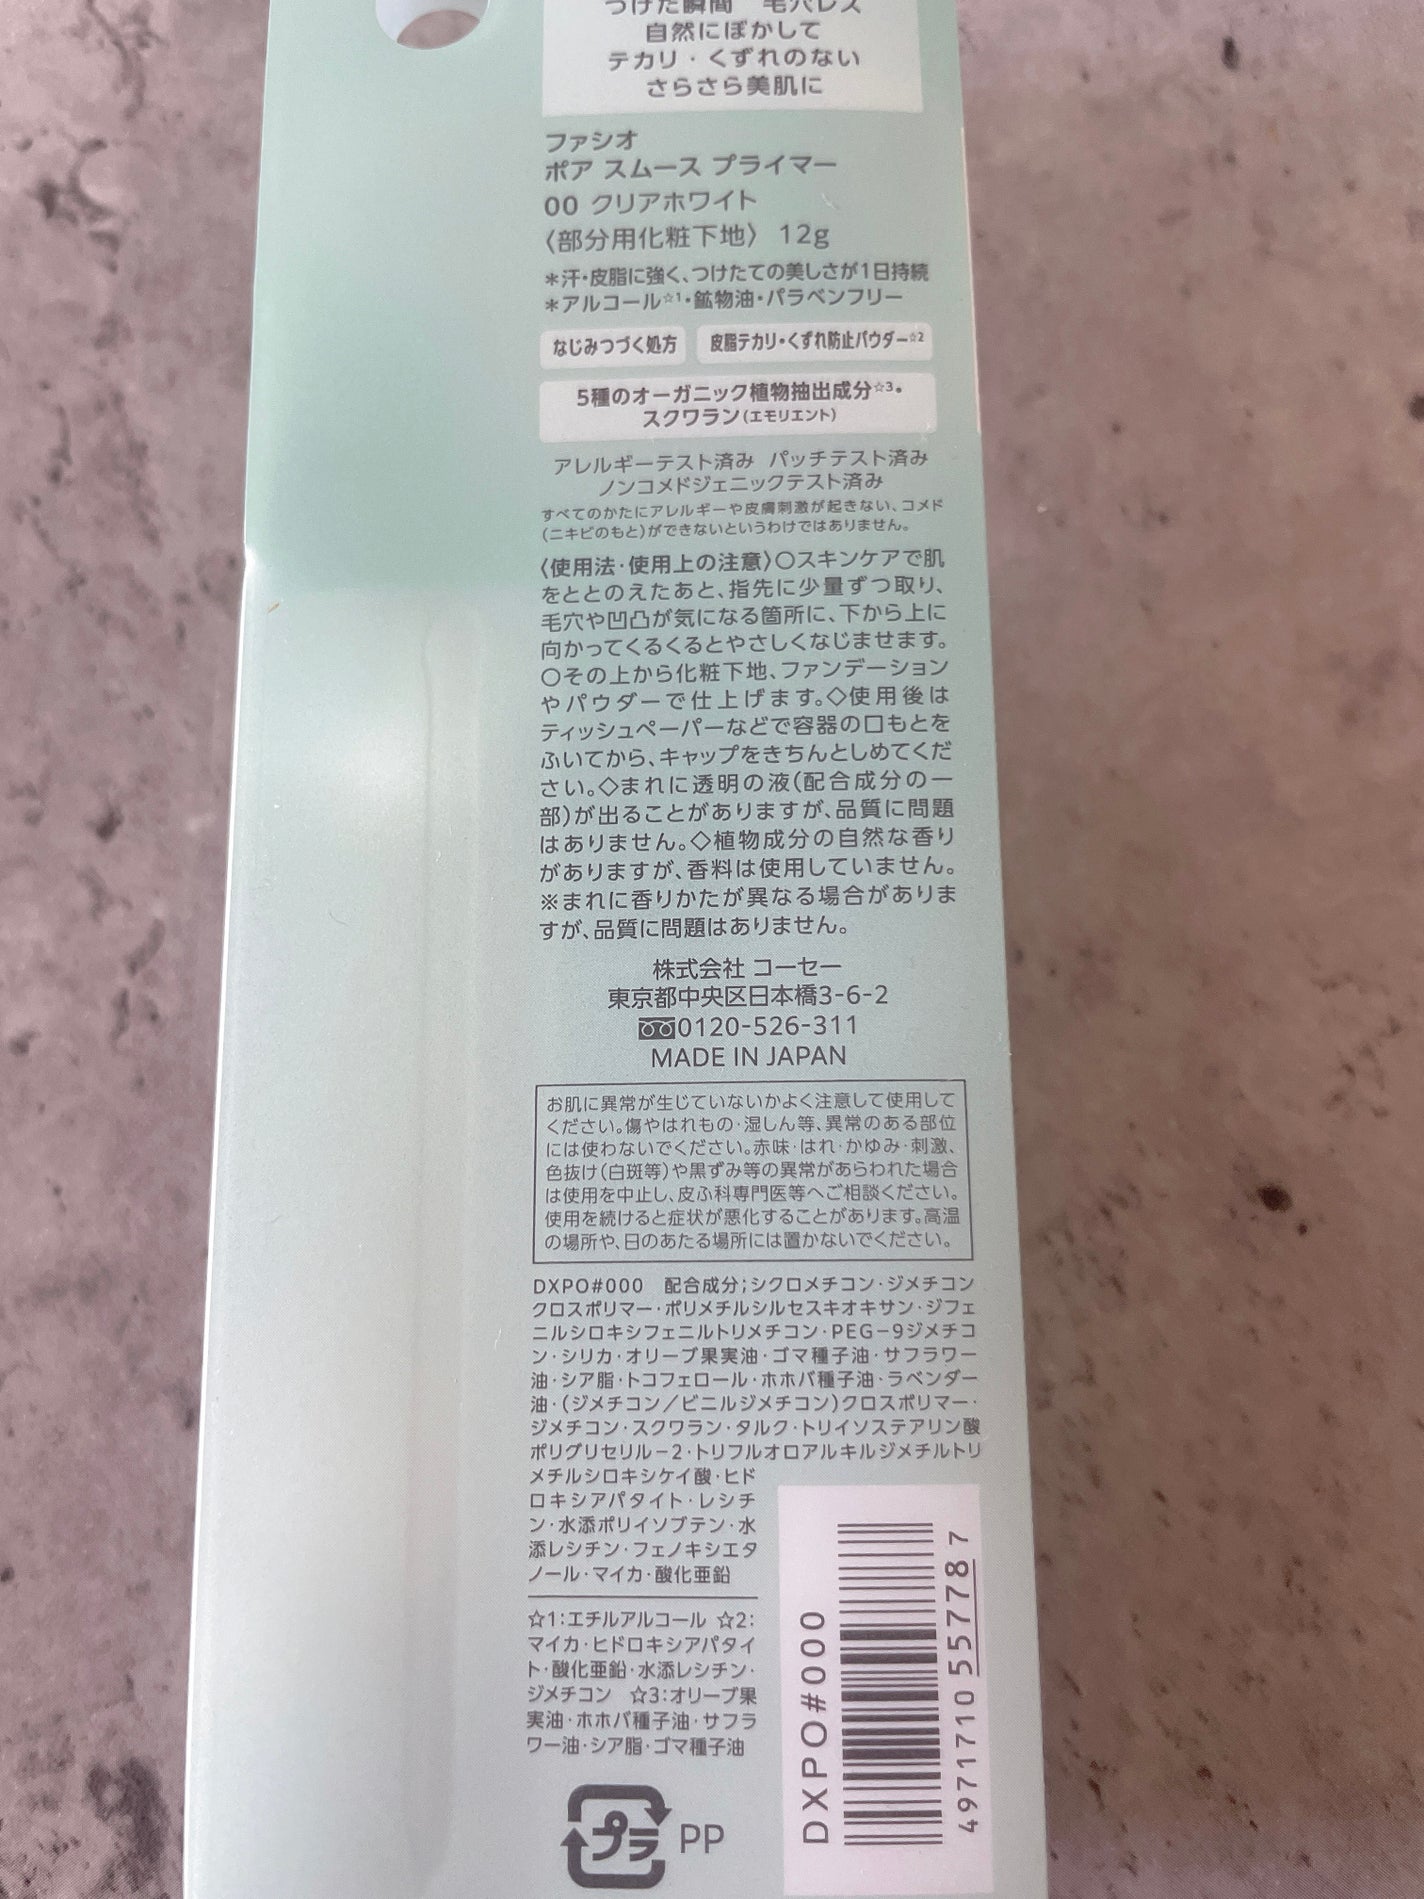 つけた瞬間　毛穴レス
自然にぼかして
テカリ・くずれのない
さらさら美肌に
ファシオ
ポア スムース プライマー
00 クリアホワイト
〈部分用化粧下地〉 12g
＊汗・皮脂に強く、つけたての美しさが1日持続
＊アルコール☆1・鉱物油・パラベンフリー
なじみつづく処方
皮脂テカリ・くずれ防止パウダー☆2
5種のオーガニック植物抽出成分☆3・
スクワラン(エモリエント)
アレルギーテスト済み パッチテスト済み
ノンコメドジェニックテスト済み
すべてのかたにアレルギーや皮膚刺激が起きない、コメド
(ニキビのもと)ができないというわけではありません。
〈使用法・使用上の注意〉○スキンケアで肌
をととのえたあと、指先に少量ずつ取り、
毛穴や凹凸が気になる箇所に、下から上に
向かってくるくるとやさしくなじませます。
○その上から化粧下地、ファンデーション
やパウダーで仕上げます。◇使用後は
ティッシュペーパーなどで容器の口もとを
ふいてから、キャップをきちんとしめてくだ
さい。◇まれに透明の液(配合成分の一
部)が出ることがありますが、品質に問題
はありません。◇植物成分の自然な香り
がありますが、香料は使用していません。
※まれに香りかたが異なる場合がありま
すが、品質に問題はありません。
株式会社 コーセー
東京都中央区日本橋3-6-2
0120-526-311
MADE IN JAPAN
お肌に異常が生じていないかよく注意して使用して
ください。傷やはれもの・湿しん等、異常のある部位
には使わないでください。赤味・はれ・かゆみ・刺激、
色抜け(白斑等)や黒ずみ等の異常があらわれた場合
は使用を中止し、皮ふ科専門医等へご相談ください。
使用を続けると症状が悪化することがあります。高温
の場所や、日のあたる場所には置かないでください。
DXPO#000　配合成分；シクロメチコン・ジメチコン
クロスポリマー・ポリメチルシルセスキオキサン・ジフェ
ニルシロキシフェニルトリメチコン・PEG－9ジメチコ
ン・シリカ・オリーブ果実油・ゴマ種子油・サフラワー
油・シア脂・トコフェロール・ホホバ種子油・ラベンダー
油・(ジメチコン／ビニルジメチコン)クロスポリマー・
ジメチコン・スクワラン・タルク・トリイソステアリン酸
ポリグリセリル－2・トリフルオロアルキルジメチルトリ
メチルシロキシケイ酸・ヒド
ロキシアパタイト・レシチ
ン・水添ポリイソブテン・水
添レシチン・フェノキシエタ
ノール・マイカ・酸化亜鉛
☆1：エチルアルコール ☆2：
マイカ・ヒドロキシアパタイ
ト・酸化亜鉛・水添レシチン・
ジメチコン ☆3：オリーブ果
実油・ホホバ種子油・サフラ
ワー油・シア脂・ゴマ種子油
プラ PP
DXPO#000
4971710 557787